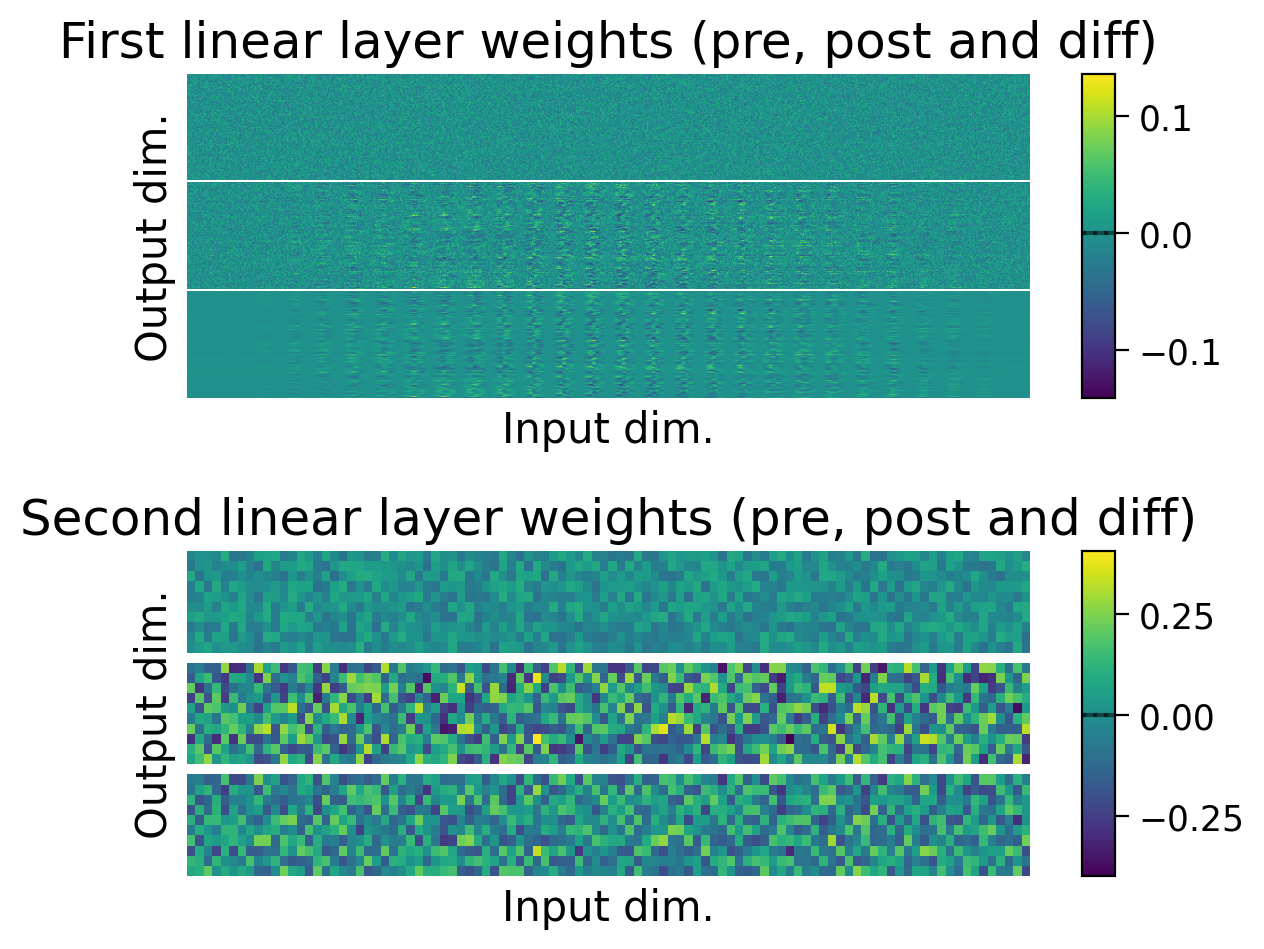 First linear layer weights (pre, post and diff)
Output dim.
0.1
0.0
−0.1
Input dim.
Second linear layer weights (pre, post and diff)
Output dim.
0.25
0.00
−0.25
Input dim.